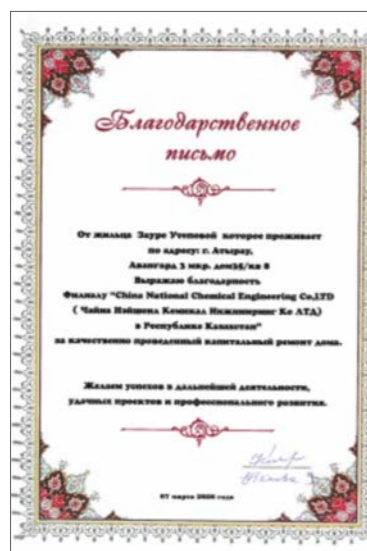 Благодарственное
письмо
От жильца Зауре Утеповой которое проживает
по адресу: г. Атырау,
Авангард 3 мкр. дом35/кв 8
Выражаю благодарность
Филиалу "China National Chemical Engineering Co,LTD
( Чайна Нэйшенл Кемикал Инжиниринг Ко ЛТД)
в Республике Казахстан"
за качественно проведенный капитальный ремонт дома.
Желаем успехов в дальнейшей деятельности,
удачных проектов и профессионального развития.
07 марта 2020 года